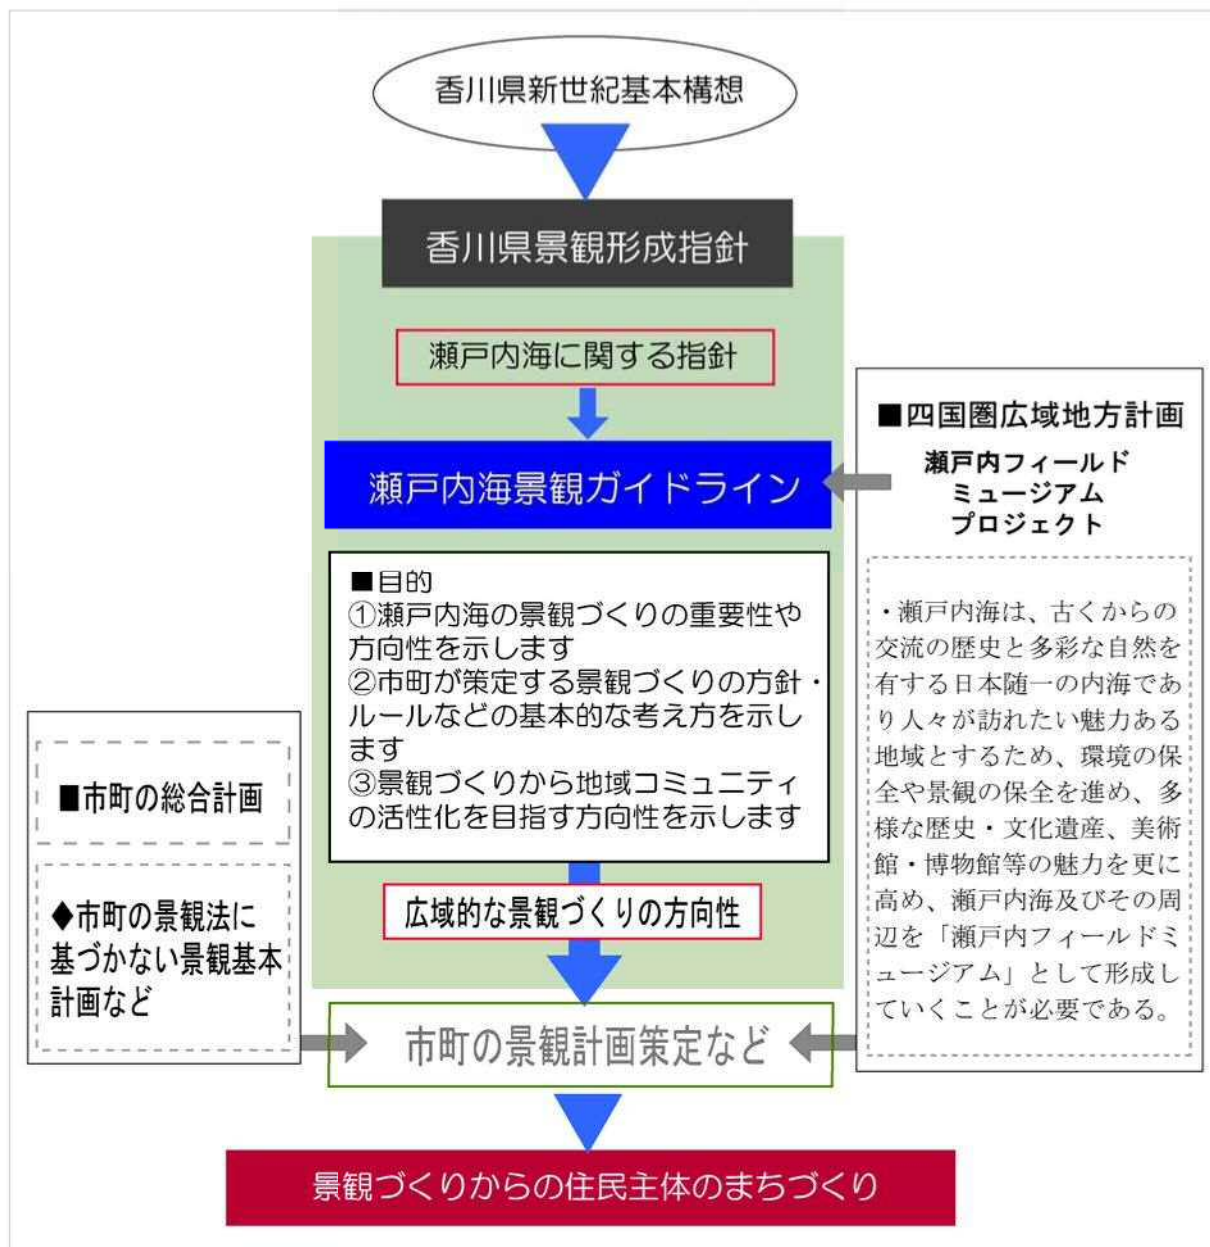 香川県新世紀基本構想
香川県景観形成指針
瀬戸内海に関する指針
瀬戸内海景観ガイドライン
■目的
①瀬戸内海の景観づくりの重要性や
方向性を示します
②市町が策定する景観づくりの方針・
ルールなどの基本的な考え方を示し
ます
③景観づくりから地域コミュニティ
の活性化を目指す方向性を示します
広域的な景観づくりの方向性
■四国圏広域地方計画
瀬戸内フィールド
ミュージアム
プロジェクト
・瀬戸内海は、古くからの
交流の歴史と多彩な自然を
有する日本随一の内海であ
り人々が訪れたい魅力ある
地域とするため、環境の保
全や景観の保全を進め、多
様な歴史・文化遺産、美術
館・博物館等の魅力を更に
高め、瀬戸内海及びその周
辺を「瀬戸内フィールドミ
ュージアム」として形成し
ていくことが必要である。
■市町の総合計画
◆市町の景観法に
基づかない景観基本
計画など
市町の景観計画策定など
景観づくりからの住民主体のまちづくり